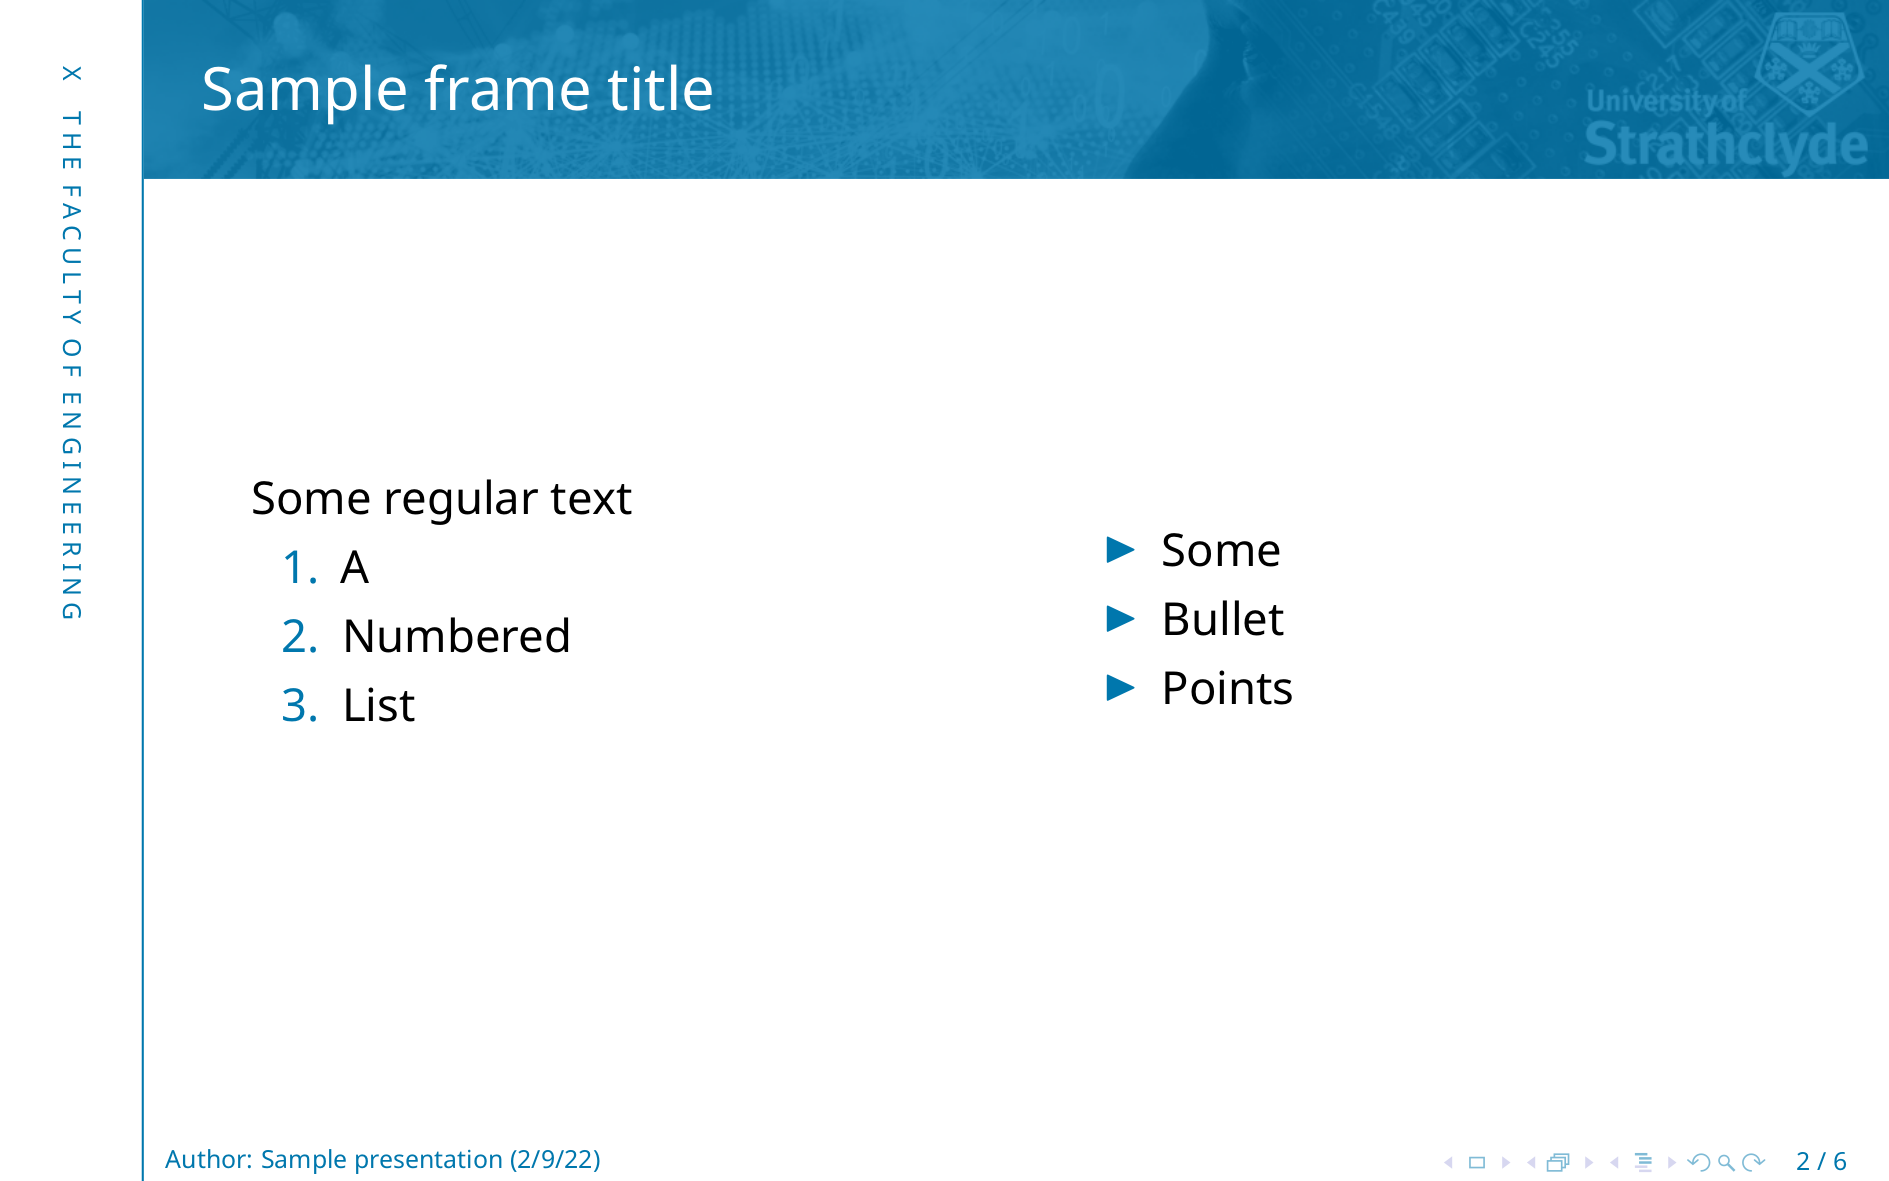 Sample frame title
University of
Strathclyde
X THE FACULTY OF ENGINEERING
Some regular text
1. A
2. Numbered
3. List
Some
Bullet
Points
Author: Sample presentation (2/9/22)
2 / 6